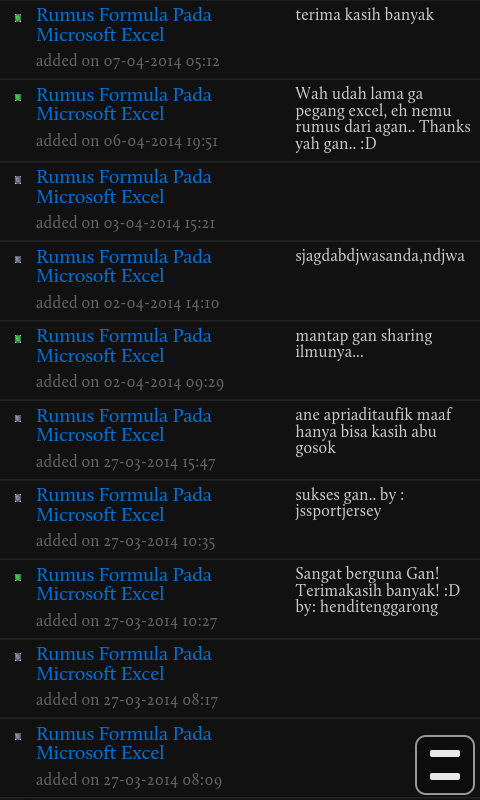 Rumus Formula Pada
Microsoft Excel
added on 07-04-2014 05:12
terima kasih banyak
Rumus Formula Pada
Microsoft Excel
added on 06-04-2014 19:51
Wah udah lama ga
pegang excel, eh nemu
rumus dari agan.. Thanks
yah gan.. :D
Rumus Formula Pada
Microsoft Excel
added on 03-04-2014 15:21
Rumus Formula Pada
Microsoft Excel
added on 02-04-2014 14:10
sjagdabdjwasanda,ndjwa
Rumus Formula Pada
Microsoft Excel
added on 02-04-2014 09:29
mantap gan sharing
ilmunya...
Rumus Formula Pada
Microsoft Excel
added on 27-03-2014 15:47
ane apriaditaufik maaf
hanya bisa kasih abu
gosok
Rumus Formula Pada
Microsoft Excel
added on 27-03-2014 10:35
sukses gan.. by :
jssportjersey
Rumus Formula Pada
Microsoft Excel
added on 27-03-2014 10:27
Sangat berguna Gan!
Terimakasih banyak! :D
by: henditenggarong
Rumus Formula Pada
Microsoft Excel
added on 27-03-2014 08:17
Rumus Formula Pada
Microsoft Excel
added on 27-03-2014 08:09